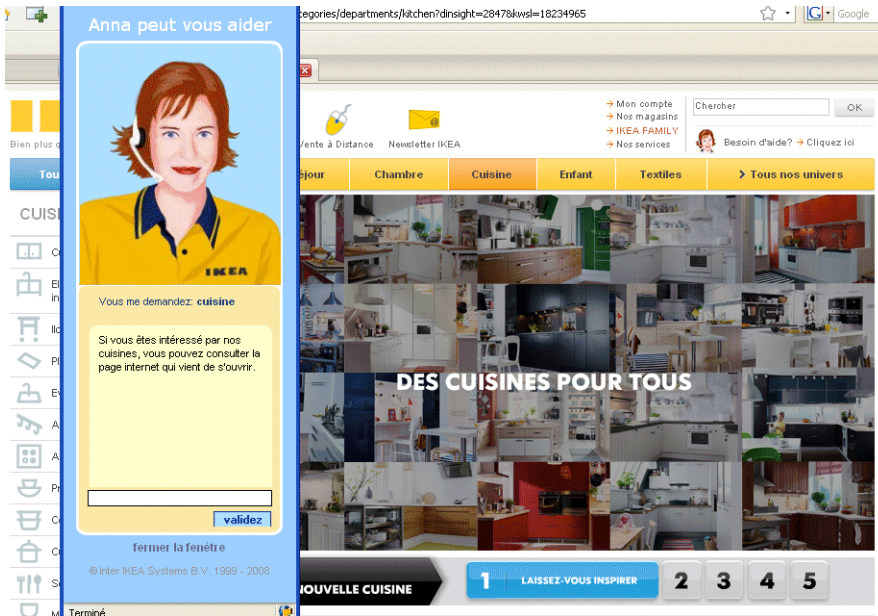 Anna peut vous aider
IKEA
Vous me demandez: cuisine
Si vous êtes intéressé par nos
cuisines, vous pouvez consulter la
page internet qui vient de s'ouvrir.
validez
fermer la fenêtre
© Inter IKEA Systems B.V. 1999 - 2008
Terminé
tegories/departments/kitchen?dinsight=2847&kwsl=18234965
Google
Bien plus
Vente à Distance
Newsletter IKEA
→ Mon compte
→ Nos magasins
→ IKEA FAMILY
→ Nos services
Chercher
OK
Besoin d'aide? → Cliquez ici
Tou
éjour
Chambre
Cuisine
Enfant
Textiles
> Tous nos univers
CUIS
DES CUISINES POUR TOUS
NOUVELLE CUISINE
1 LAISSEZ-VOUS INSPIRER
2 3 4 5